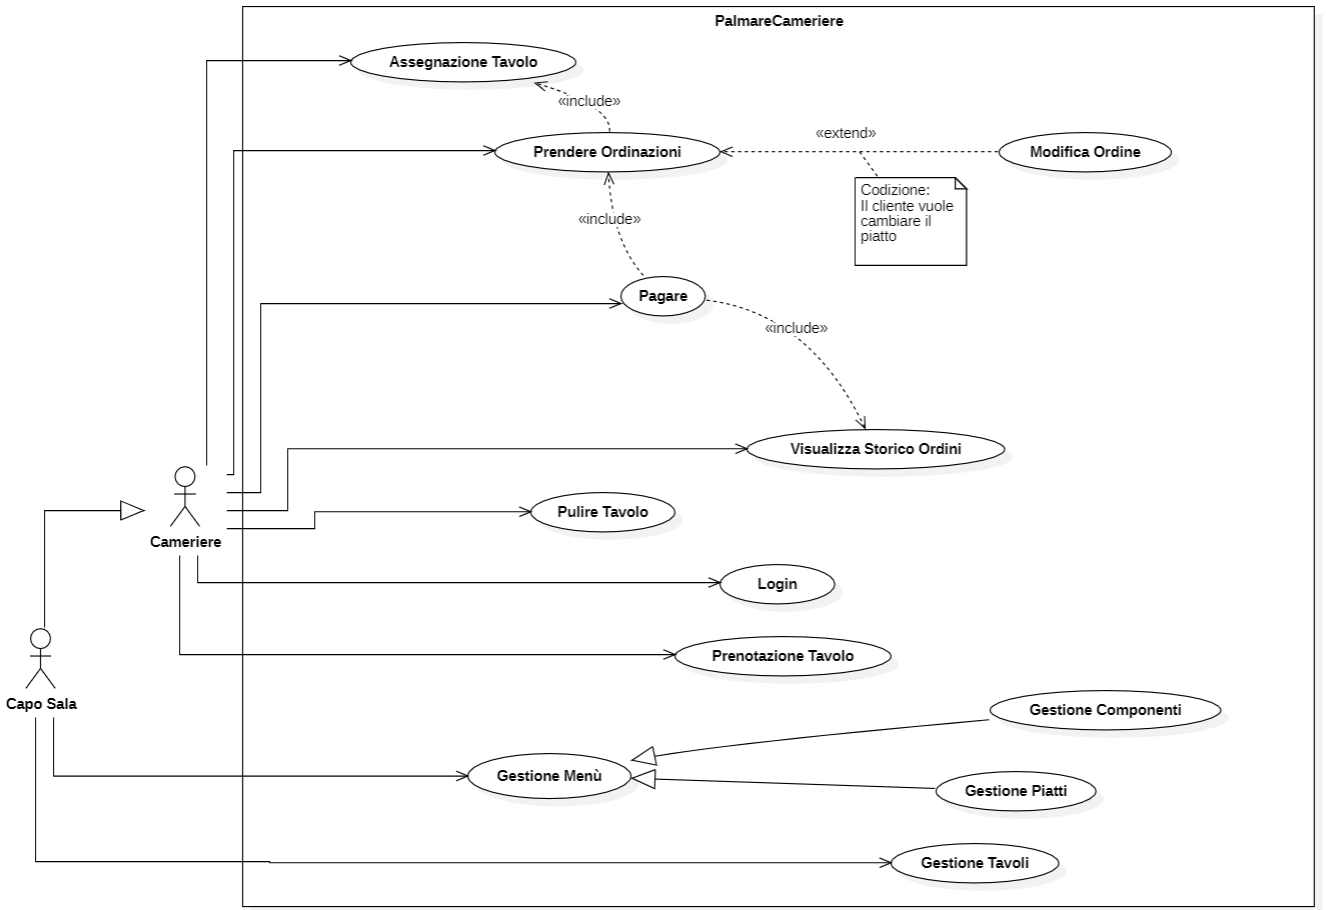 PalmareCameriere
Assegnazione Tavolo
«include»
Prendere Ordinazioni
«extend»
Modifica Ordine
Codizione:
Il cliente vuole
cambiare il
piatto
«include»
Pagare
«include»
Visualizza Storico Ordini
Pulire Tavolo
Cameriere
Login
Prenotazione Tavolo
Capo Sala
Gestione Componenti
Gestione Menù
Gestione Piatti
Gestione Tavoli